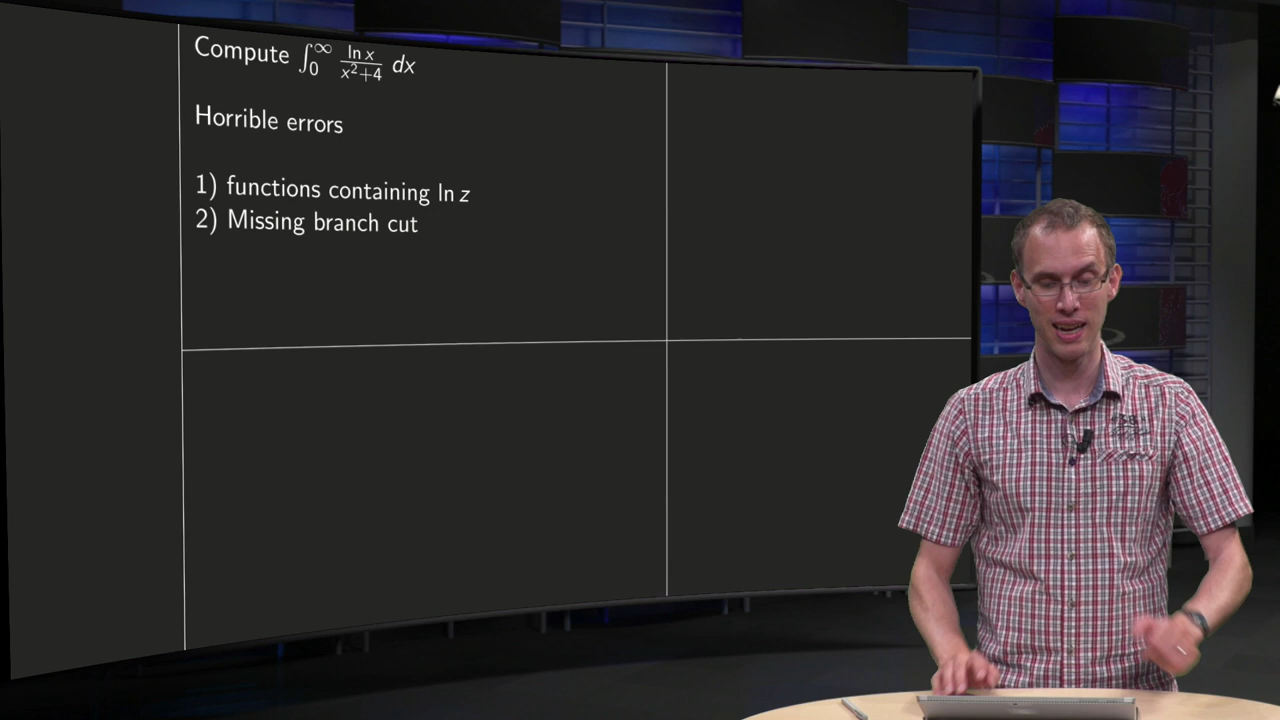 Compute ∫₀^∞ ln x / (x²+4) dx
Horrible errors
1) functions containing ln z
2) Missing branch cut